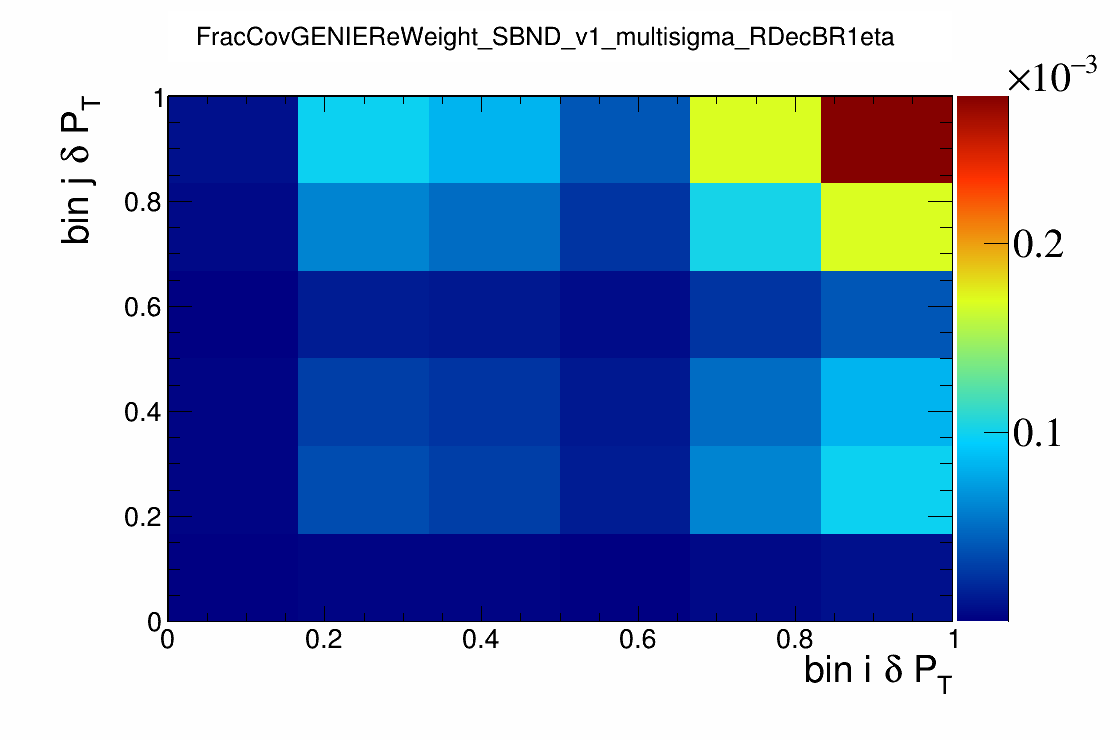 FracCovGENIEReWeight_SBND_v1_multisigma_RDecBR1eta
×10⁻³
bin j δ P_T
1
0.8
0.6
0.4
0.2
0
0.2
0.1
0 0.2 0.4 0.6 0.8 1
bin i δ P_T